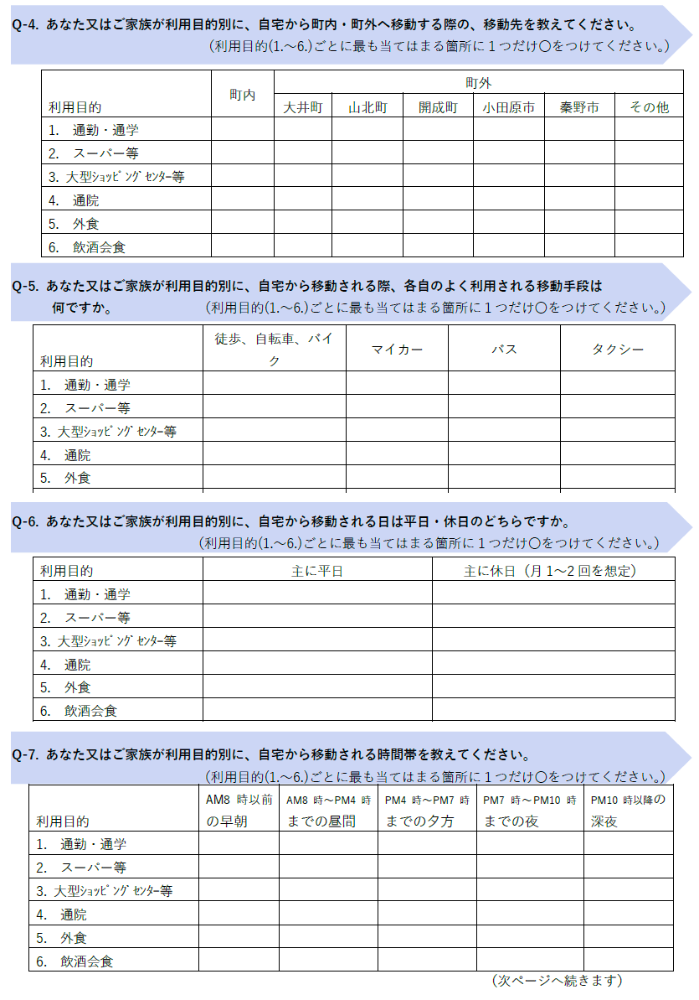 Q-4. あなた又はご家族が利用目的別に、自宅から町内・町外へ移動する際の、移動先を教えてください。
(利用目的(1.～6.)ごとに最も当てはまる箇所に１つだけ〇をつけてください。)
利用目的 町内 町外
大井町 山北町 開成町 小田原市 秦野市 その他
1. 通勤・通学
2. スーパー等
3. 大型ｼｮｯﾋﾟﾝｸﾞｾﾝﾀｰ等
4. 通院
5. 外食
6. 飲酒会食
Q-5. あなた又はご家族が利用目的別に、自宅から移動される際、各自のよく利用される移動手段は
何ですか。 (利用目的(1.～6.)ごとに最も当てはまる箇所に１つだけ〇をつけてください。)
利用目的 徒歩、自転車、バイ
ク マイカー バス タクシー
1. 通勤・通学
2. スーパー等
3. 大型ｼｮｯﾋﾟﾝｸﾞｾﾝﾀｰ等
4. 通院
5. 外食
Q-6. あなた又はご家族が利用目的別に、自宅から移動される日は平日・休日のどちらですか。
(利用目的(1.～6.)ごとに最も当てはまる箇所に１つだけ〇をつけてください。)
利用目的 主に平日 主に休日（月１～２回を想定）
1. 通勤・通学
2. スーパー等
3. 大型ｼｮｯﾋﾟﾝｸﾞｾﾝﾀｰ等
4. 通院
5. 外食
6. 飲酒会食
Q-7. あなた又はご家族が利用目的別に、自宅から移動される時間帯を教えてください。
(利用目的(1.～6.)ごとに最も当てはまる箇所に１つだけ〇をつけてください。)
AM8 時以前 AM8 時～PM4 時 PM4 時～PM7 時 PM7 時～PM10 時 PM10 時以降の
利用目的 の早朝 までの昼間 までの夕方 までの夜 深夜
1. 通勤・通学
2. スーパー等
3. 大型ｼｮｯﾋﾟﾝｸﾞｾﾝﾀｰ等
4. 通院
5. 外食
6. 飲酒会食
（次ページへ続きます）